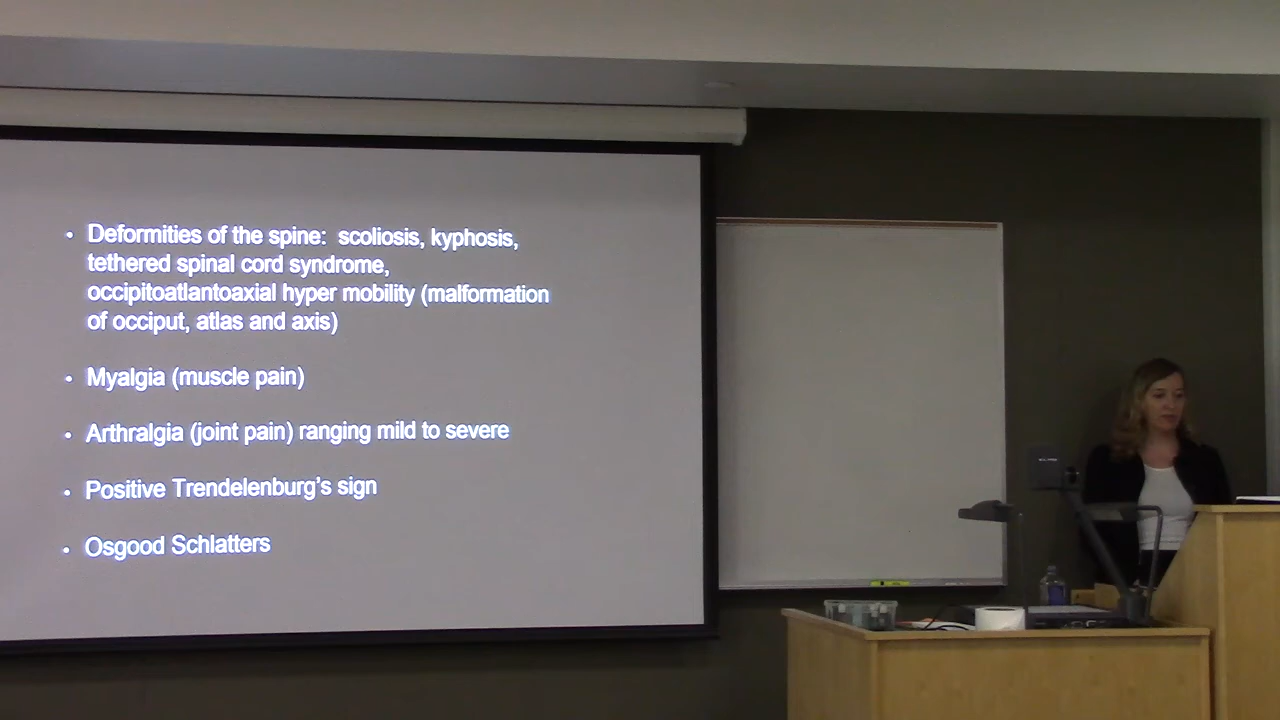 • Deformities of the spine: scoliosis, kyphosis,
tethered spinal cord syndrome,
occipitoatlantoaxial hyper mobility (malformation
of occiput, atlas and axis)
• Myalgia (muscle pain)
• Arthralgia (joint pain) ranging mild to severe
• Positive Trendelenburg's sign
• Osgood Schlatters